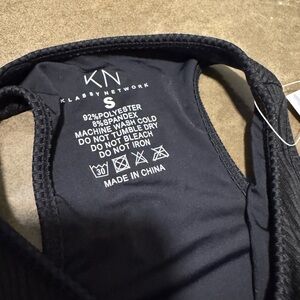 KN
KLASSY NETWORK
S
92%POLYESTER
8%SPANDEX
MACHINE WASH COLD
DO NOT TUMBLE DRY
DO NOT BLEACH
DO NOT IRON
30
MADE IN CHINA